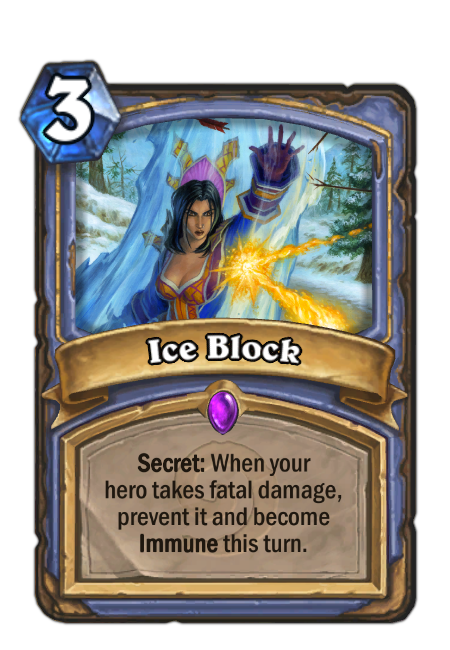 3
Ice Block
Secret: When your
hero takes fatal damage,
prevent it and become
Immune this turn.